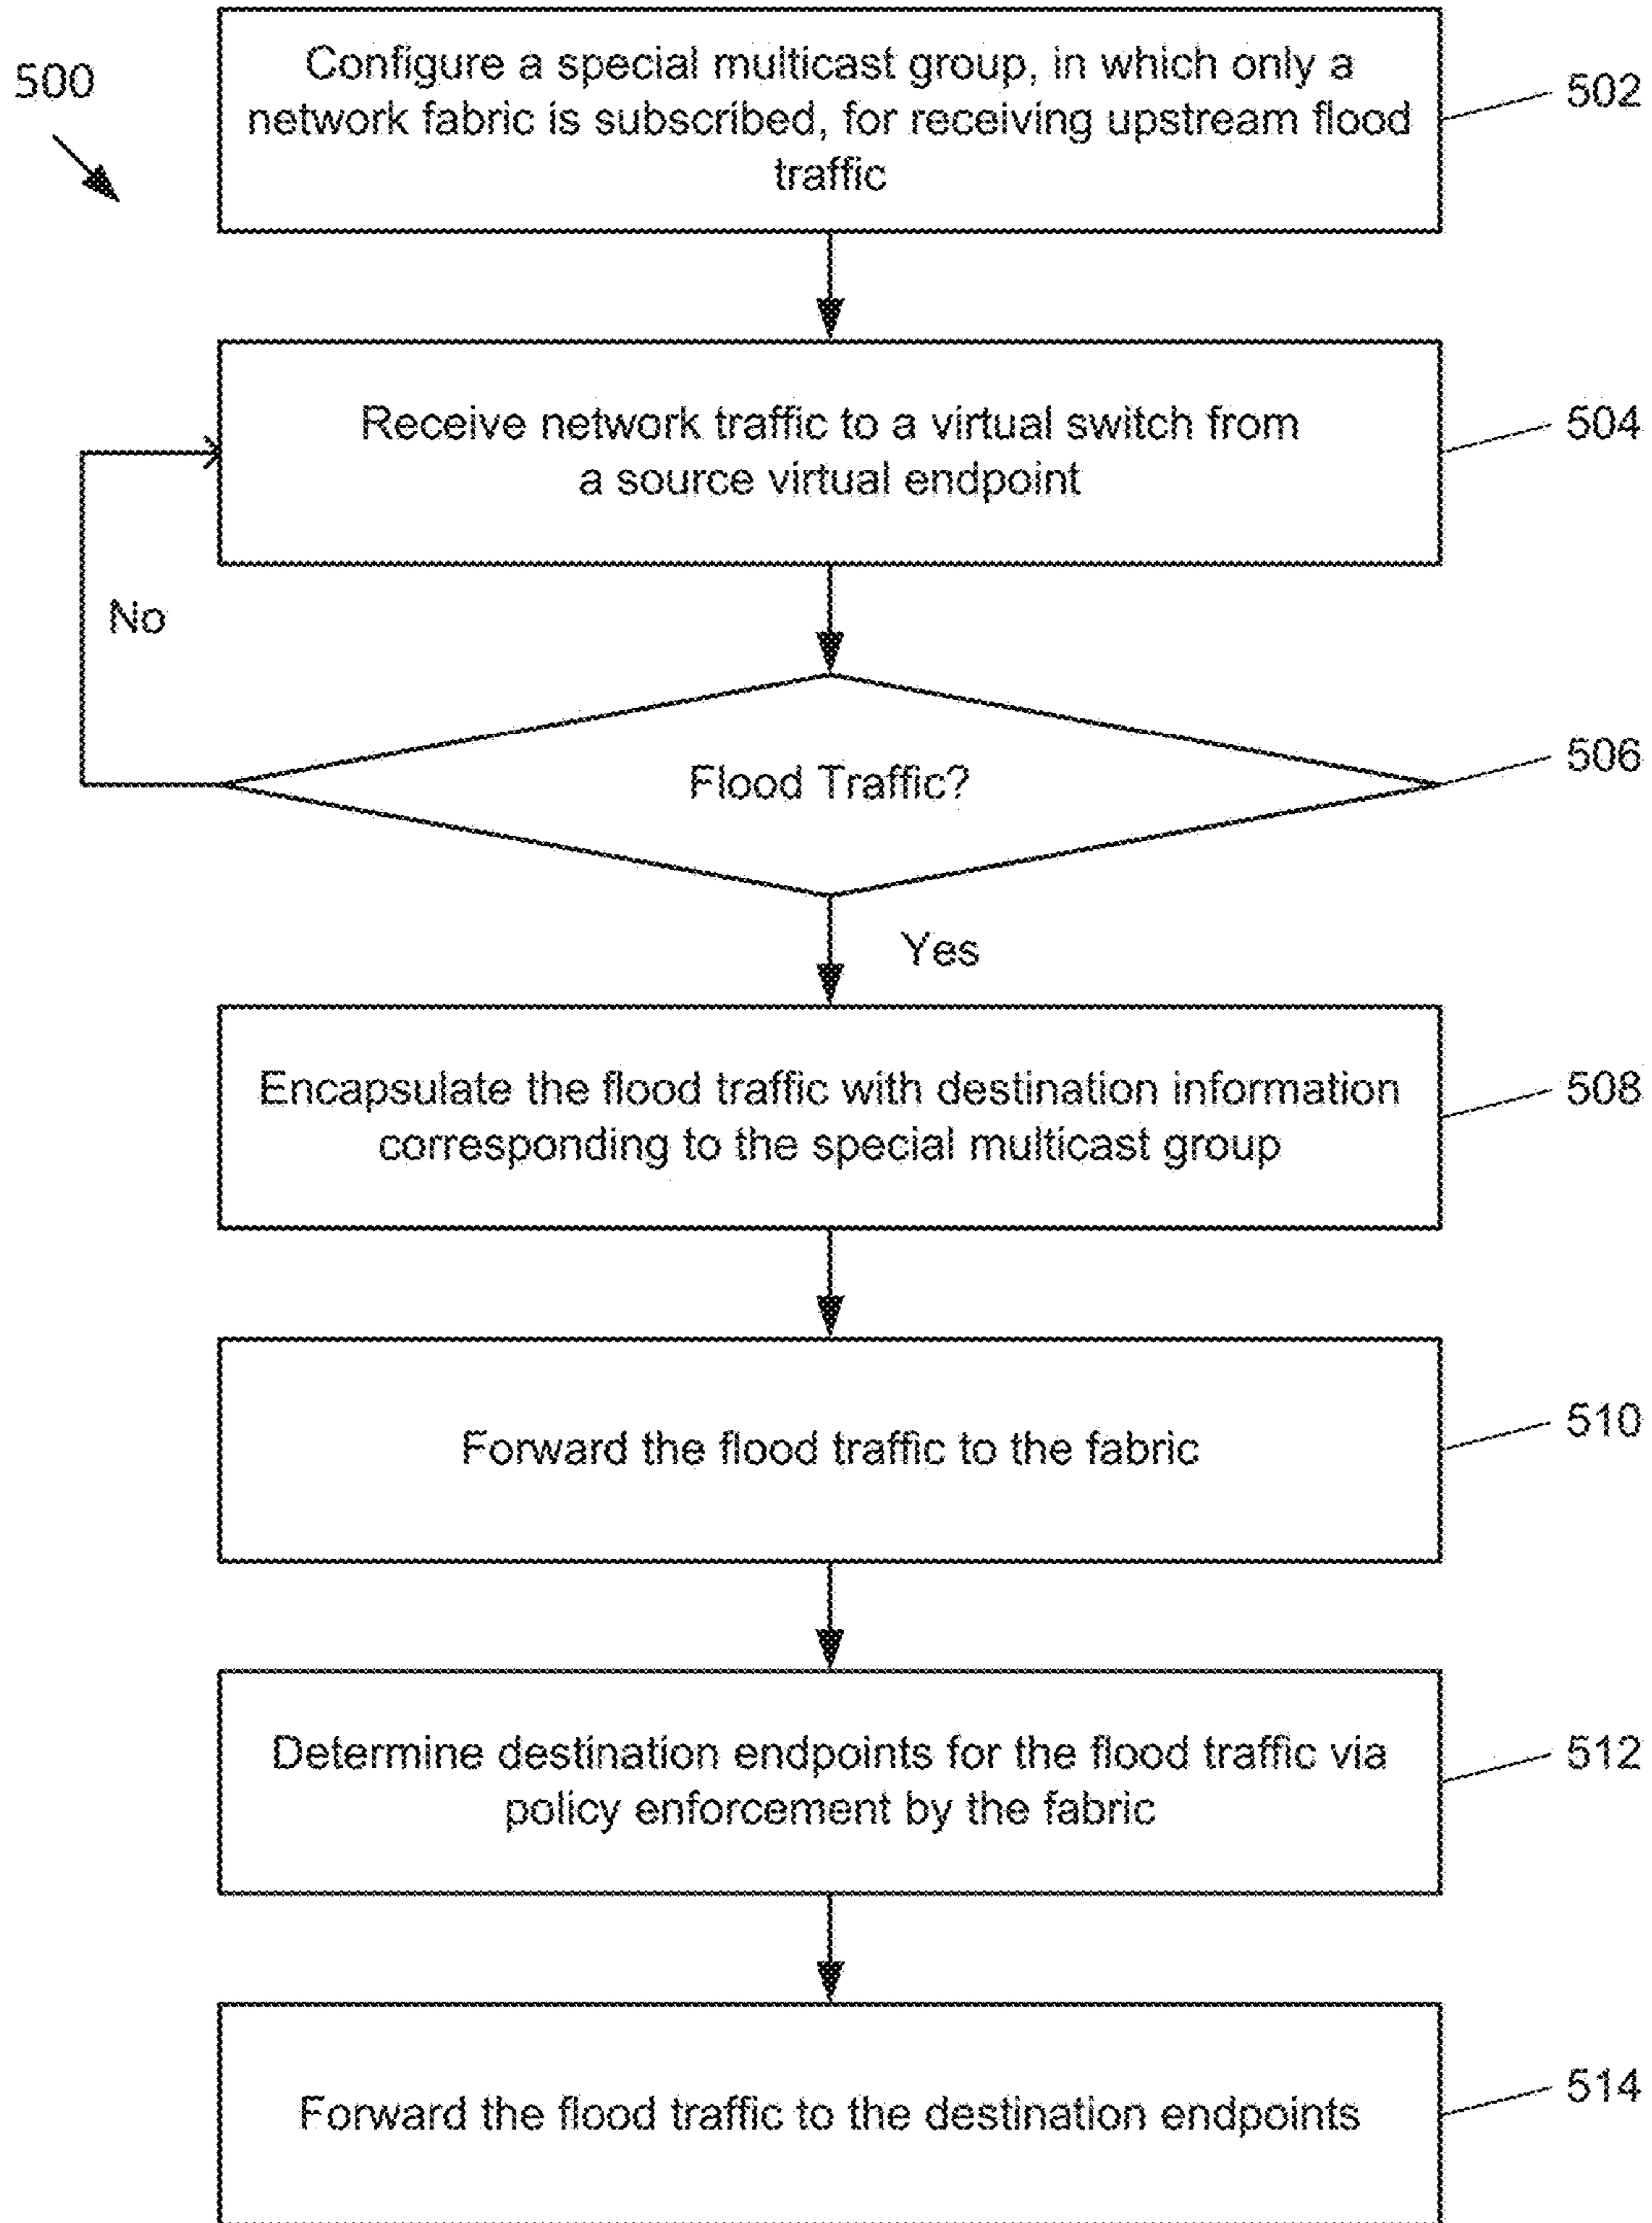 500
Configure a special multicast group, in which only a
network fabric is subscribed, for receiving upstream flood
traffic
502
Receive network traffic to a virtual switch from
a source virtual endpoint
504
No
Flood Traffic?
506
Yes
Encapsulate the flood traffic with destination information
corresponding to the special multicast group
508
Forward the flood traffic to the fabric
510
Determine destination endpoints for the flood traffic via
policy enforcement by the fabric
512
Forward the flood traffic to the destination endpoints
514